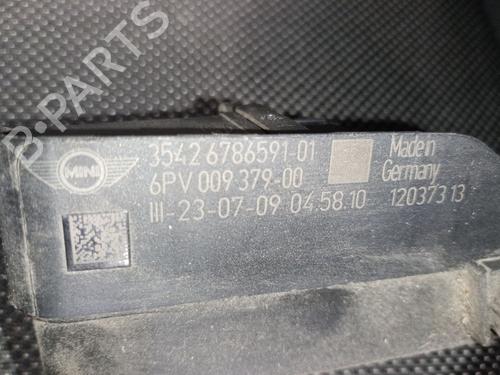 B-PARTS
MINI
3542 6786591-01
6PV 009 379-00
III-23-07-09 04.58.10
Made in
Germany
12037313